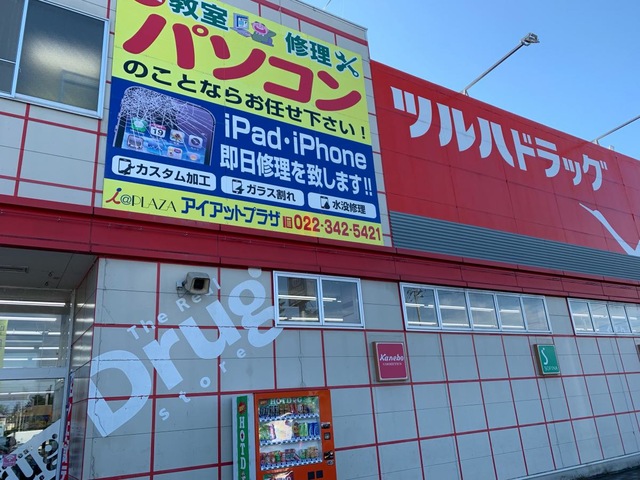 教室 修理
パソコン
のことならお任せ下さい!
iPad・iPhone
即日修理を致します!!
カスタム加工
ガラス割れ
水没修理
i@PLAZA アイアットプラザ 022-342-5421
ツルハドラッグ
The Real
Drug
store
Kanebo
S
HOTDO
HOTD
Drug